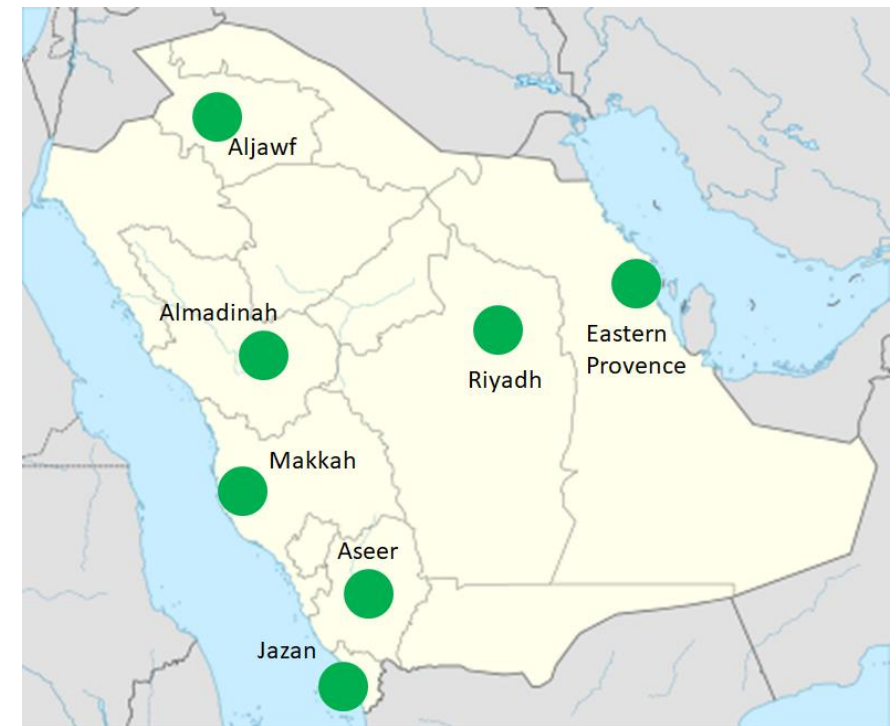 Aljawf
Almadinah
Eastern
Provence
Riyadh
Makkah
Aseer
Jazan